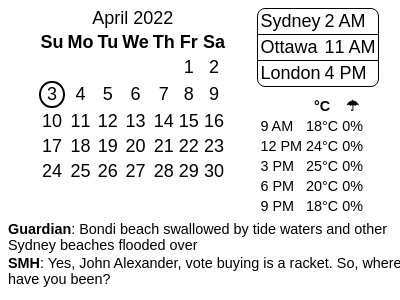 April 2022
Su Mo Tu We Th Fr Sa
1 2
3 4 5 6 7 8 9
10 11 12 13 14 15 16
17 18 19 20 21 22 23
24 25 26 27 28 29 30
Sydney 2 AM
Ottawa 11 AM
London 4 PM
°C ☂
9 AM 18°C 0%
12 PM 24°C 0%
3 PM 25°C 0%
6 PM 20°C 0%
9 PM 18°C 0%
Guardian: Bondi beach swallowed by tide waters and other
Sydney beaches flooded over
SMH: Yes, John Alexander, vote buying is a racket. So, where
have you been?